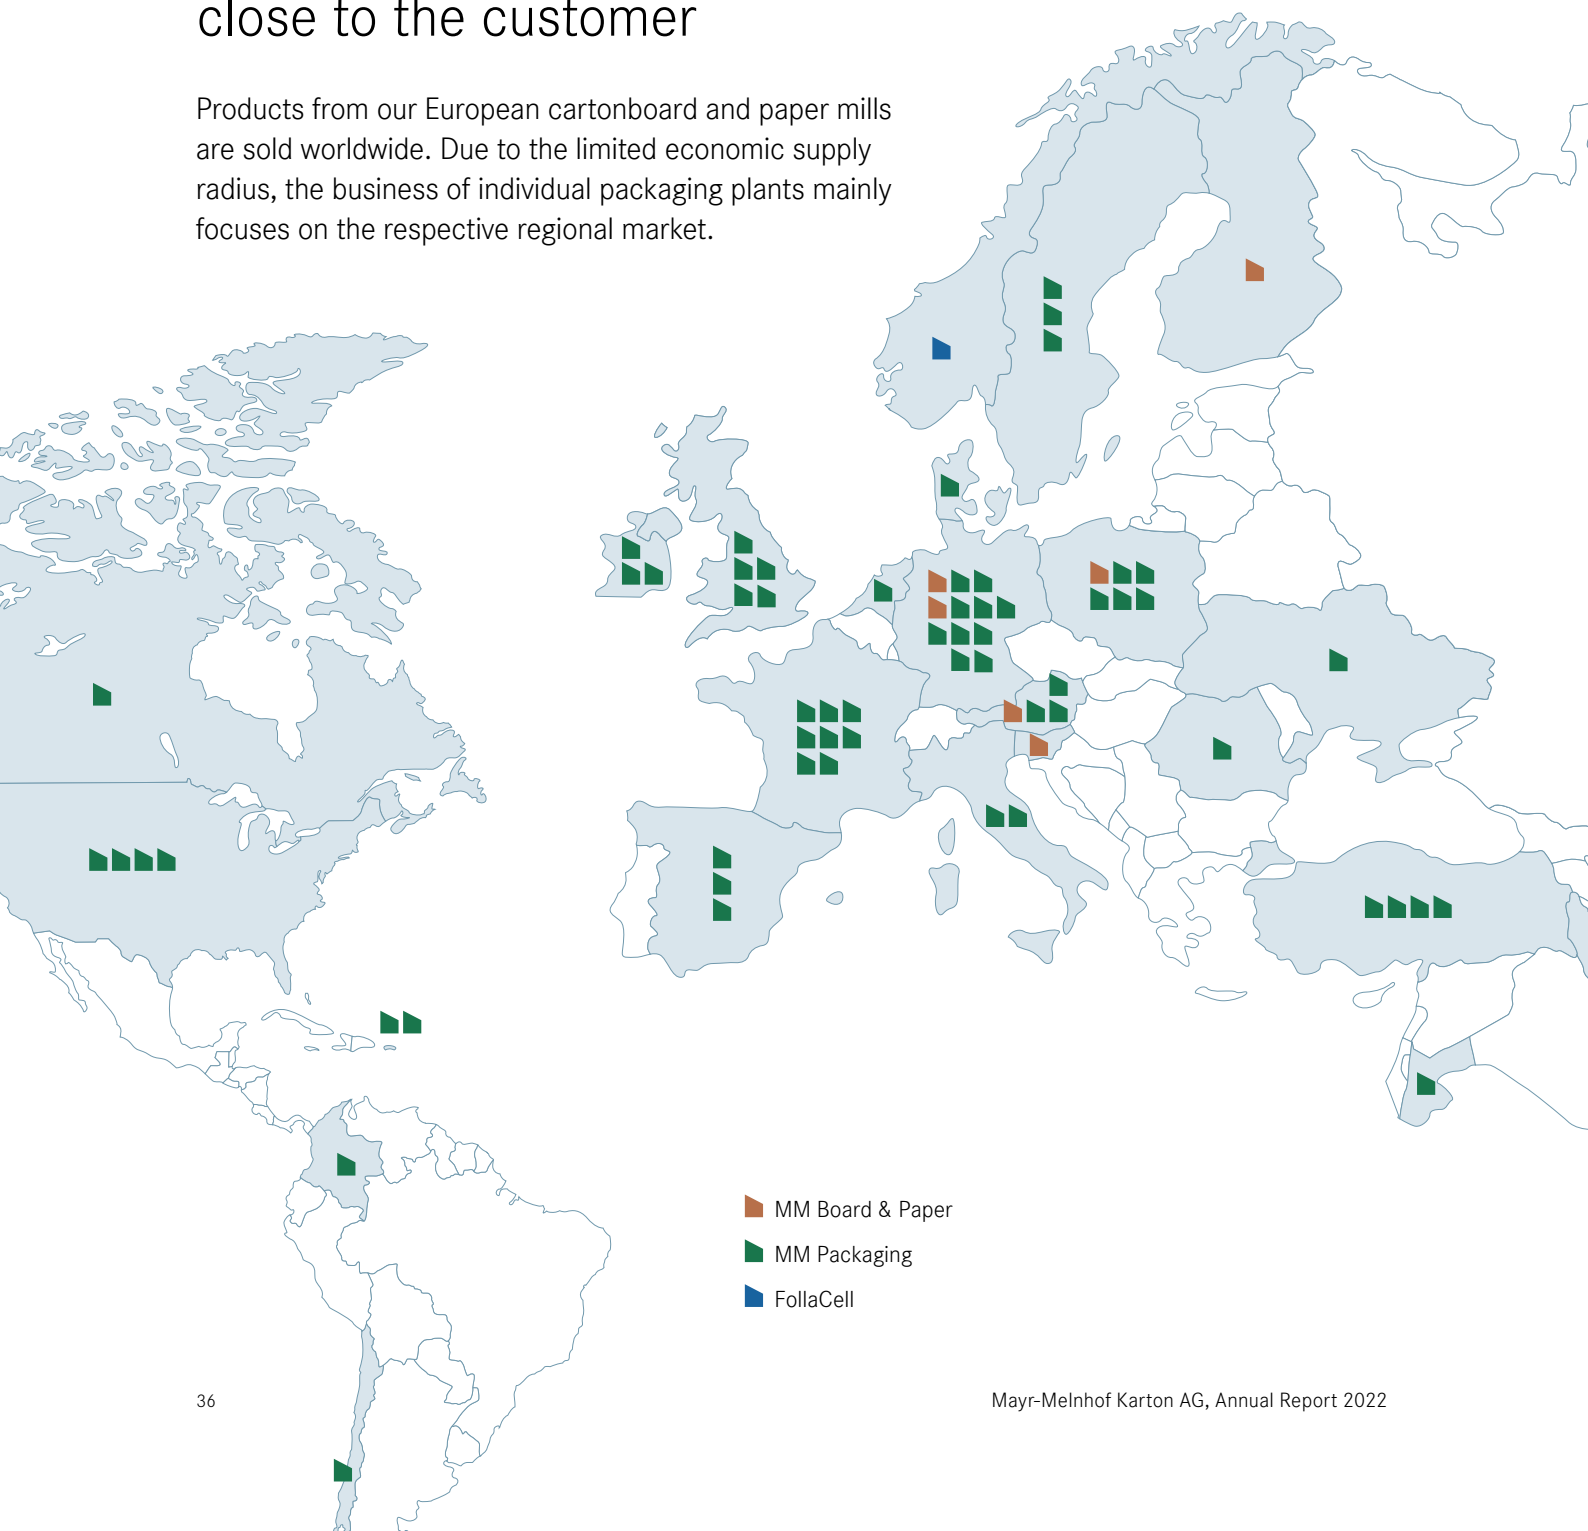 close to the customer
Products from our European cartonboard and paper mills
are sold worldwide. Due to the limited economic supply
radius, the business of individual packaging plants mainly
focuses on the respective regional market.
MM Board & Paper
MM Packaging
FollaCell
36
Mayr-Melnhof Karton AG, Annual Report 2022